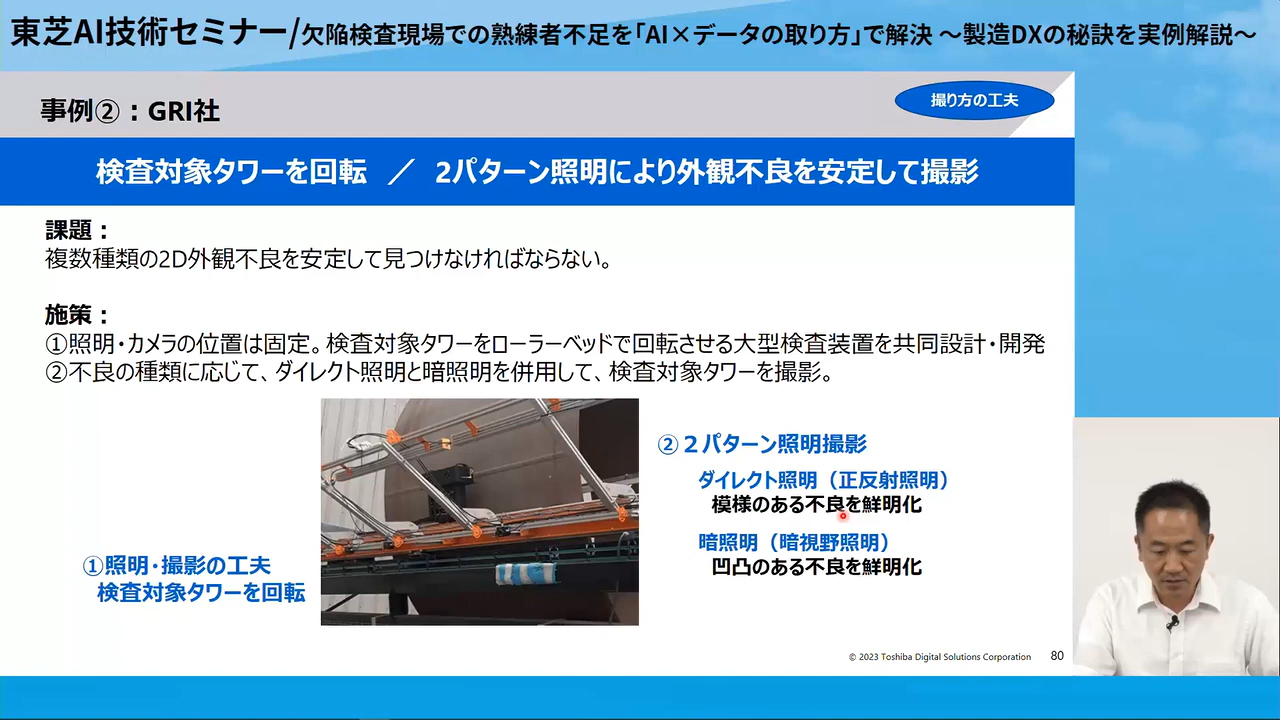 東芝AI技術セミナー/欠陥検査現場での熟練者不足を「AI×データの取り方」で解決 ～製造DXの秘訣を実例解説～
事例②：GRI社
撮り方の工夫
検査対象タワーを回転 ／ 2パターン照明により外観不良を安定して撮影
課題：
複数種類の2D外観不良を安定して見つけなければならない。
施策：
①照明・カメラの位置は固定。検査対象タワーをローラーベッドで回転させる大型検査装置を共同設計・開発
②不良の種類に応じて、ダイレクト照明と暗照明を併用して、検査対象タワーを撮影。
①照明・撮影の工夫
検査対象タワーを回転
②２パターン照明撮影
ダイレクト照明（正反射照明）
模様のある不良を鮮明化
暗照明（暗視野照明）
凹凸のある不良を鮮明化
© 2023 Toshiba Digital Solutions Corporation 80